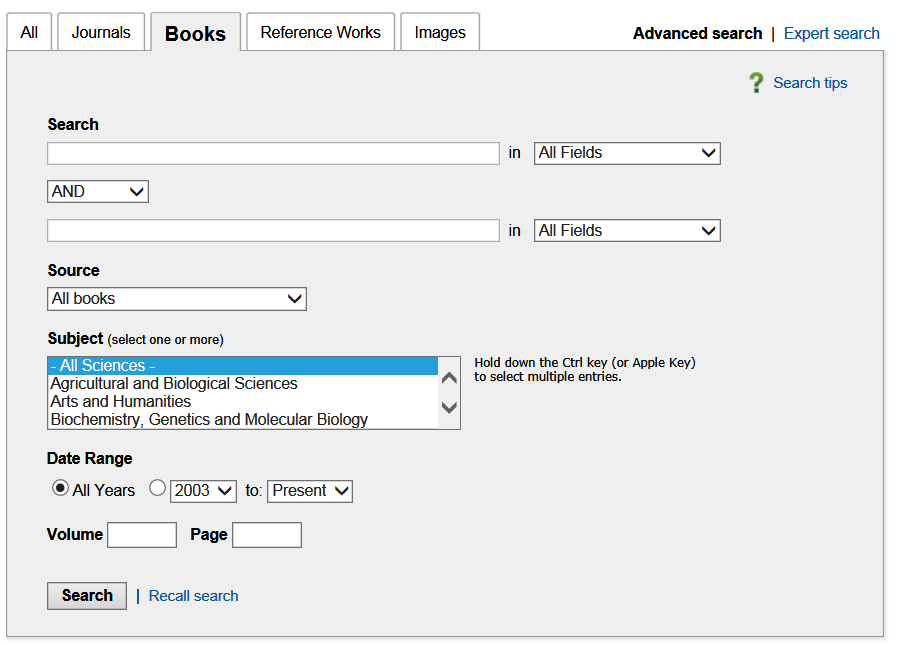 All Journals Books Reference Works Images Advanced search | Expert search
? Search tips
Search
in All Fields
AND
in All Fields
Source
All books
Subject (select one or more)
- All Sciences -
Agricultural and Biological Sciences
Arts and Humanities
Biochemistry, Genetics and Molecular Biology
Hold down the Ctrl key (or Apple Key)
to select multiple entries.
Date Range
All Years 2003 to: Present
Volume Page
Search | Recall search